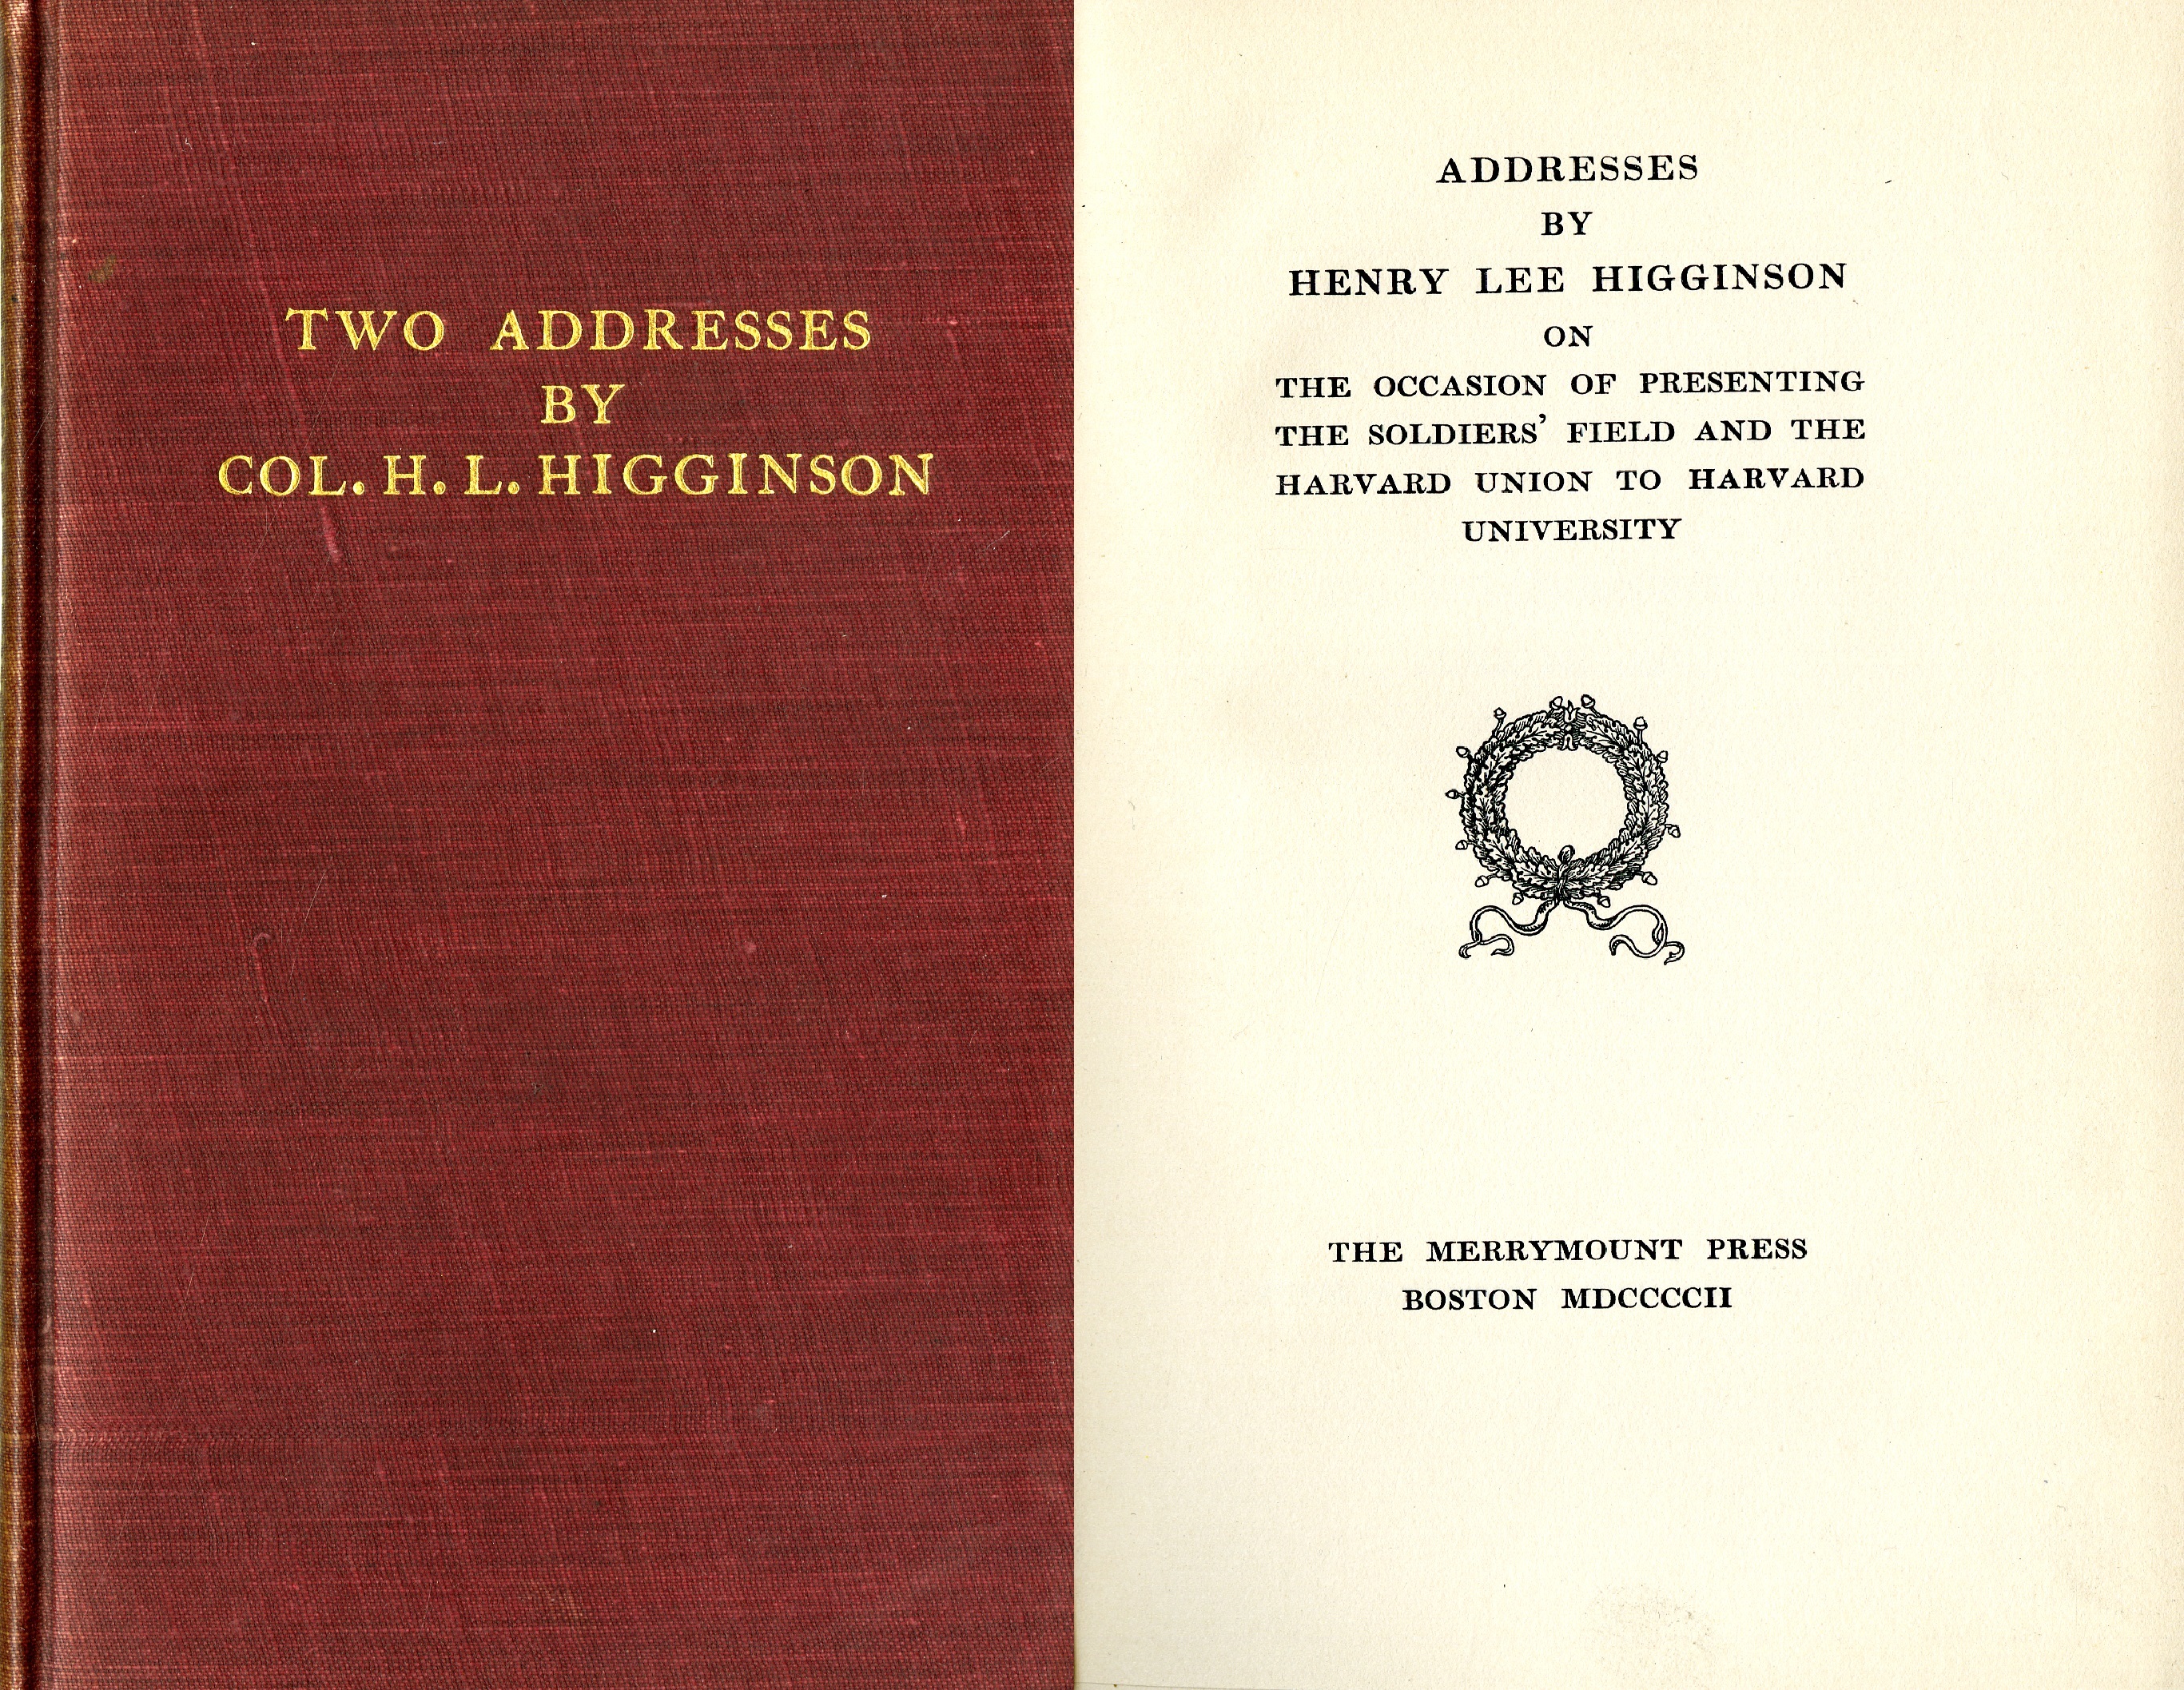 TWO ADDRESSES
BY
COL. H. L. HIGGINSON
ADDRESSES
BY
HENRY LEE HIGGINSON
ON
THE OCCASION OF PRESENTING
THE SOLDIERS' FIELD AND THE
HARVARD UNION TO HARVARD
UNIVERSITY
THE MERRYMOUNT PRESS
BOSTON MDCCCCII